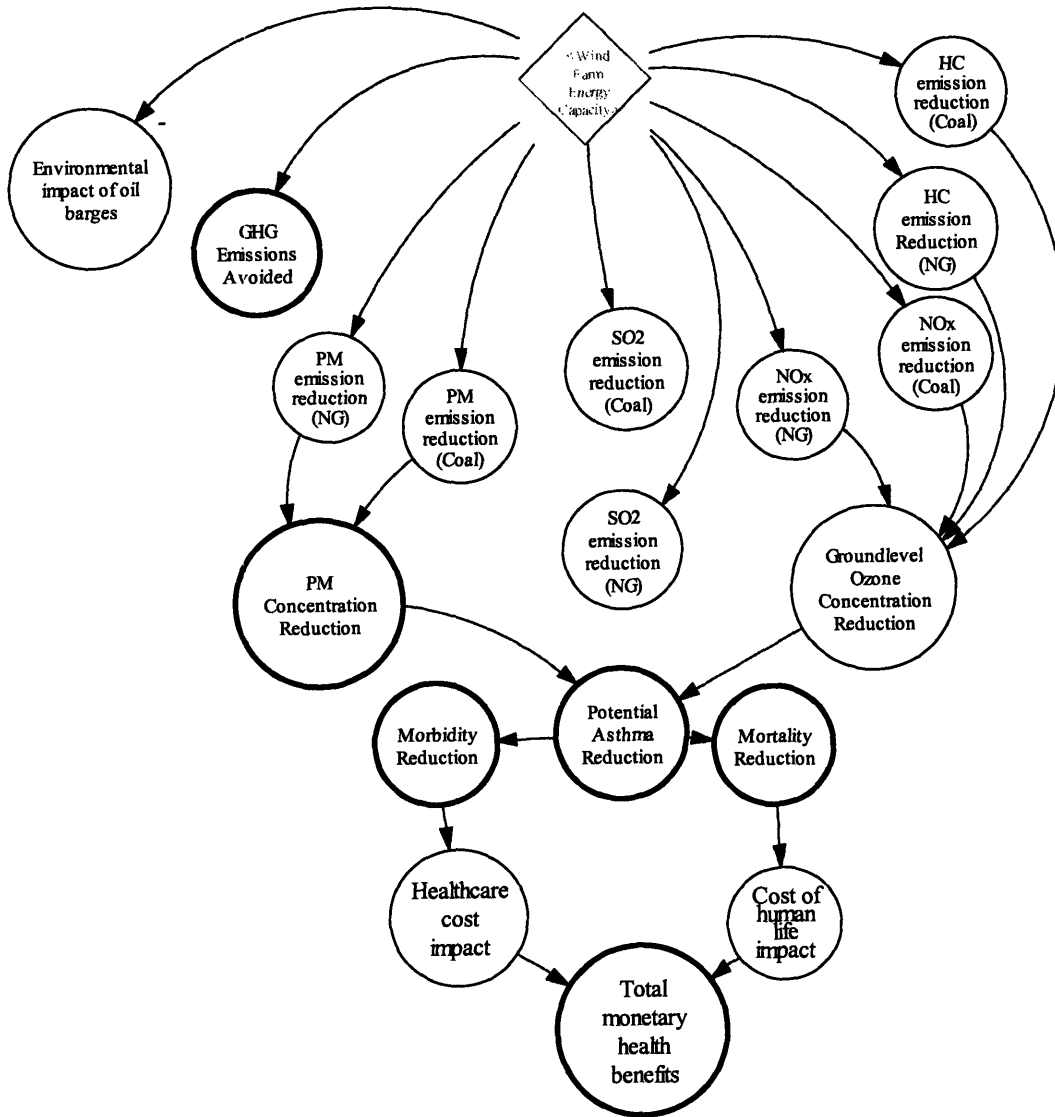 <Wind
Farm
Energy
Capacity>
HC
emission
reduction
(Coal)
Environmental
impact of oil
barges
GHG
Emissions
Avoided
HC
emission
Reduction
(NG)
PM
emission
reduction
(NG)
PM
emission
reduction
(Coal)
SO2
emission
reduction
(Coal)
NOx
emission
reduction
(NG)
NOx
emission
reduction
(Coal)
SO2
emission
reduction
(NG)
PM
Concentration
Reduction
Groundlevel
Ozone
Concentration
Reduction
Morbidity
Reduction
Potential
Asthma
Reduction
Mortality
Reduction
Healthcare
cost
impact
Cost of
human
life
impact
Total
monetary
health
benefits